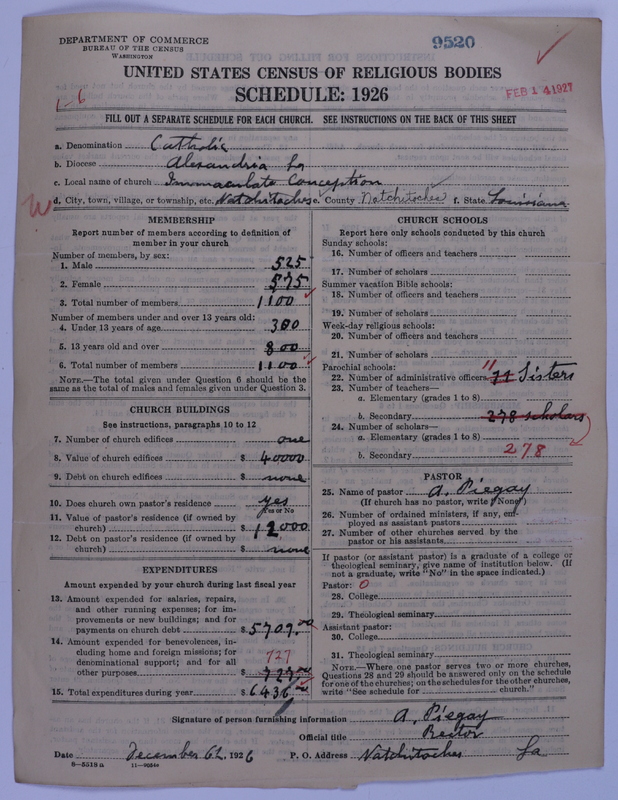 DEPARTMENT OF COMMERCE
BUREAU OF THE CENSUS
WASHINGTON
9520
UNITED STATES CENSUS OF RELIGIOUS BODIES
SCHEDULE: 1926
FEB 14 1927
1-6
FILL OUT A SEPARATE SCHEDULE FOR EACH CHURCH. SEE INSTRUCTIONS ON THE BACK OF THIS SHEET
a. Denomination Catholic
b. Diocese Alexandria La
c. Local name of church Immaculate Conception
d. City, town, village, or township, etc. Natchitoches e. County Natchitoches f. State Louisiana
MEMBERSHIP
Report number of members according to definition of
member in your church
Number of members, by sex:
1. Male 525
2. Female 575
3. Total number of members 1100
Number of members under and over 13 years old:
4. Under 13 years of age 300
5. 13 years old and over 800
6. Total number of members 1100
NOTE.—The total given under Question 6 should be the
same as the total of males and females given under Question 3.
CHURCH BUILDINGS
See instructions, paragraphs 10 to 12
7. Number of church edifices one
8. Value of church edifices $ 40000
9. Debt on church edifices $ none
10. Does church own pastor's residence yes
Yes or No
11. Value of pastor's residence (if owned by
church) $ 12000
12. Debt on pastor's residence (if owned by
church) $ none
EXPENDITURES
Amount expended by your church during last fiscal year
13. Amount expended for salaries, repairs,
and other running expenses; for im-
provements or new buildings; and for
payments on church debt $ 5709.00
14. Amount expended for benevolences, in-
cluding home and foreign missions; for
denominational support; and for all
other purposes $ 727.00
727
15. Total expenditures during year $ 6436.00
CHURCH SCHOOLS
Report here only schools conducted by this church
Sunday schools:
16. Number of officers and teachers
17. Number of scholars
Summer vacation Bible schools:
18. Number of officers and teachers
19. Number of scholars
Week-day religious schools:
20. Number of officers and teachers
21. Number of scholars
Parochial schools:
22. Number of administrative officers 11 11 Sisters
23. Number of teachers—
a. Elementary (grades 1 to 8)
b. Secondary 278 scholars
24. Number of scholars—
a. Elementary (grades 1 to 8)
b. Secondary 278
PASTOR
25. Name of pastor A. Piegay
(If church has no pastor, write "None")
26. Number of ordained ministers, if any, em-
ployed as assistant pastors
27. Number of other churches served by the
pastor or his assistants
If pastor (or assistant pastor) is a graduate of a college or
theological seminary, give name of institution below. (If
not a graduate, write "No" in the space indicated.)
Pastor: 0
28. College
29. Theological seminary
Assistant pastor:
30. College
31. Theological seminary
NOTE.—Where one pastor serves two or more churches,
Questions 28 and 29 should be answered only on the schedule
for one of the churches; on the schedules for the other churches,
write "See schedule for church."
Signature of person furnishing information A. Piegay
Official title Rector
Date December 6th, 1926 P. O. Address Natchitoches La
8-5518a 11-9054